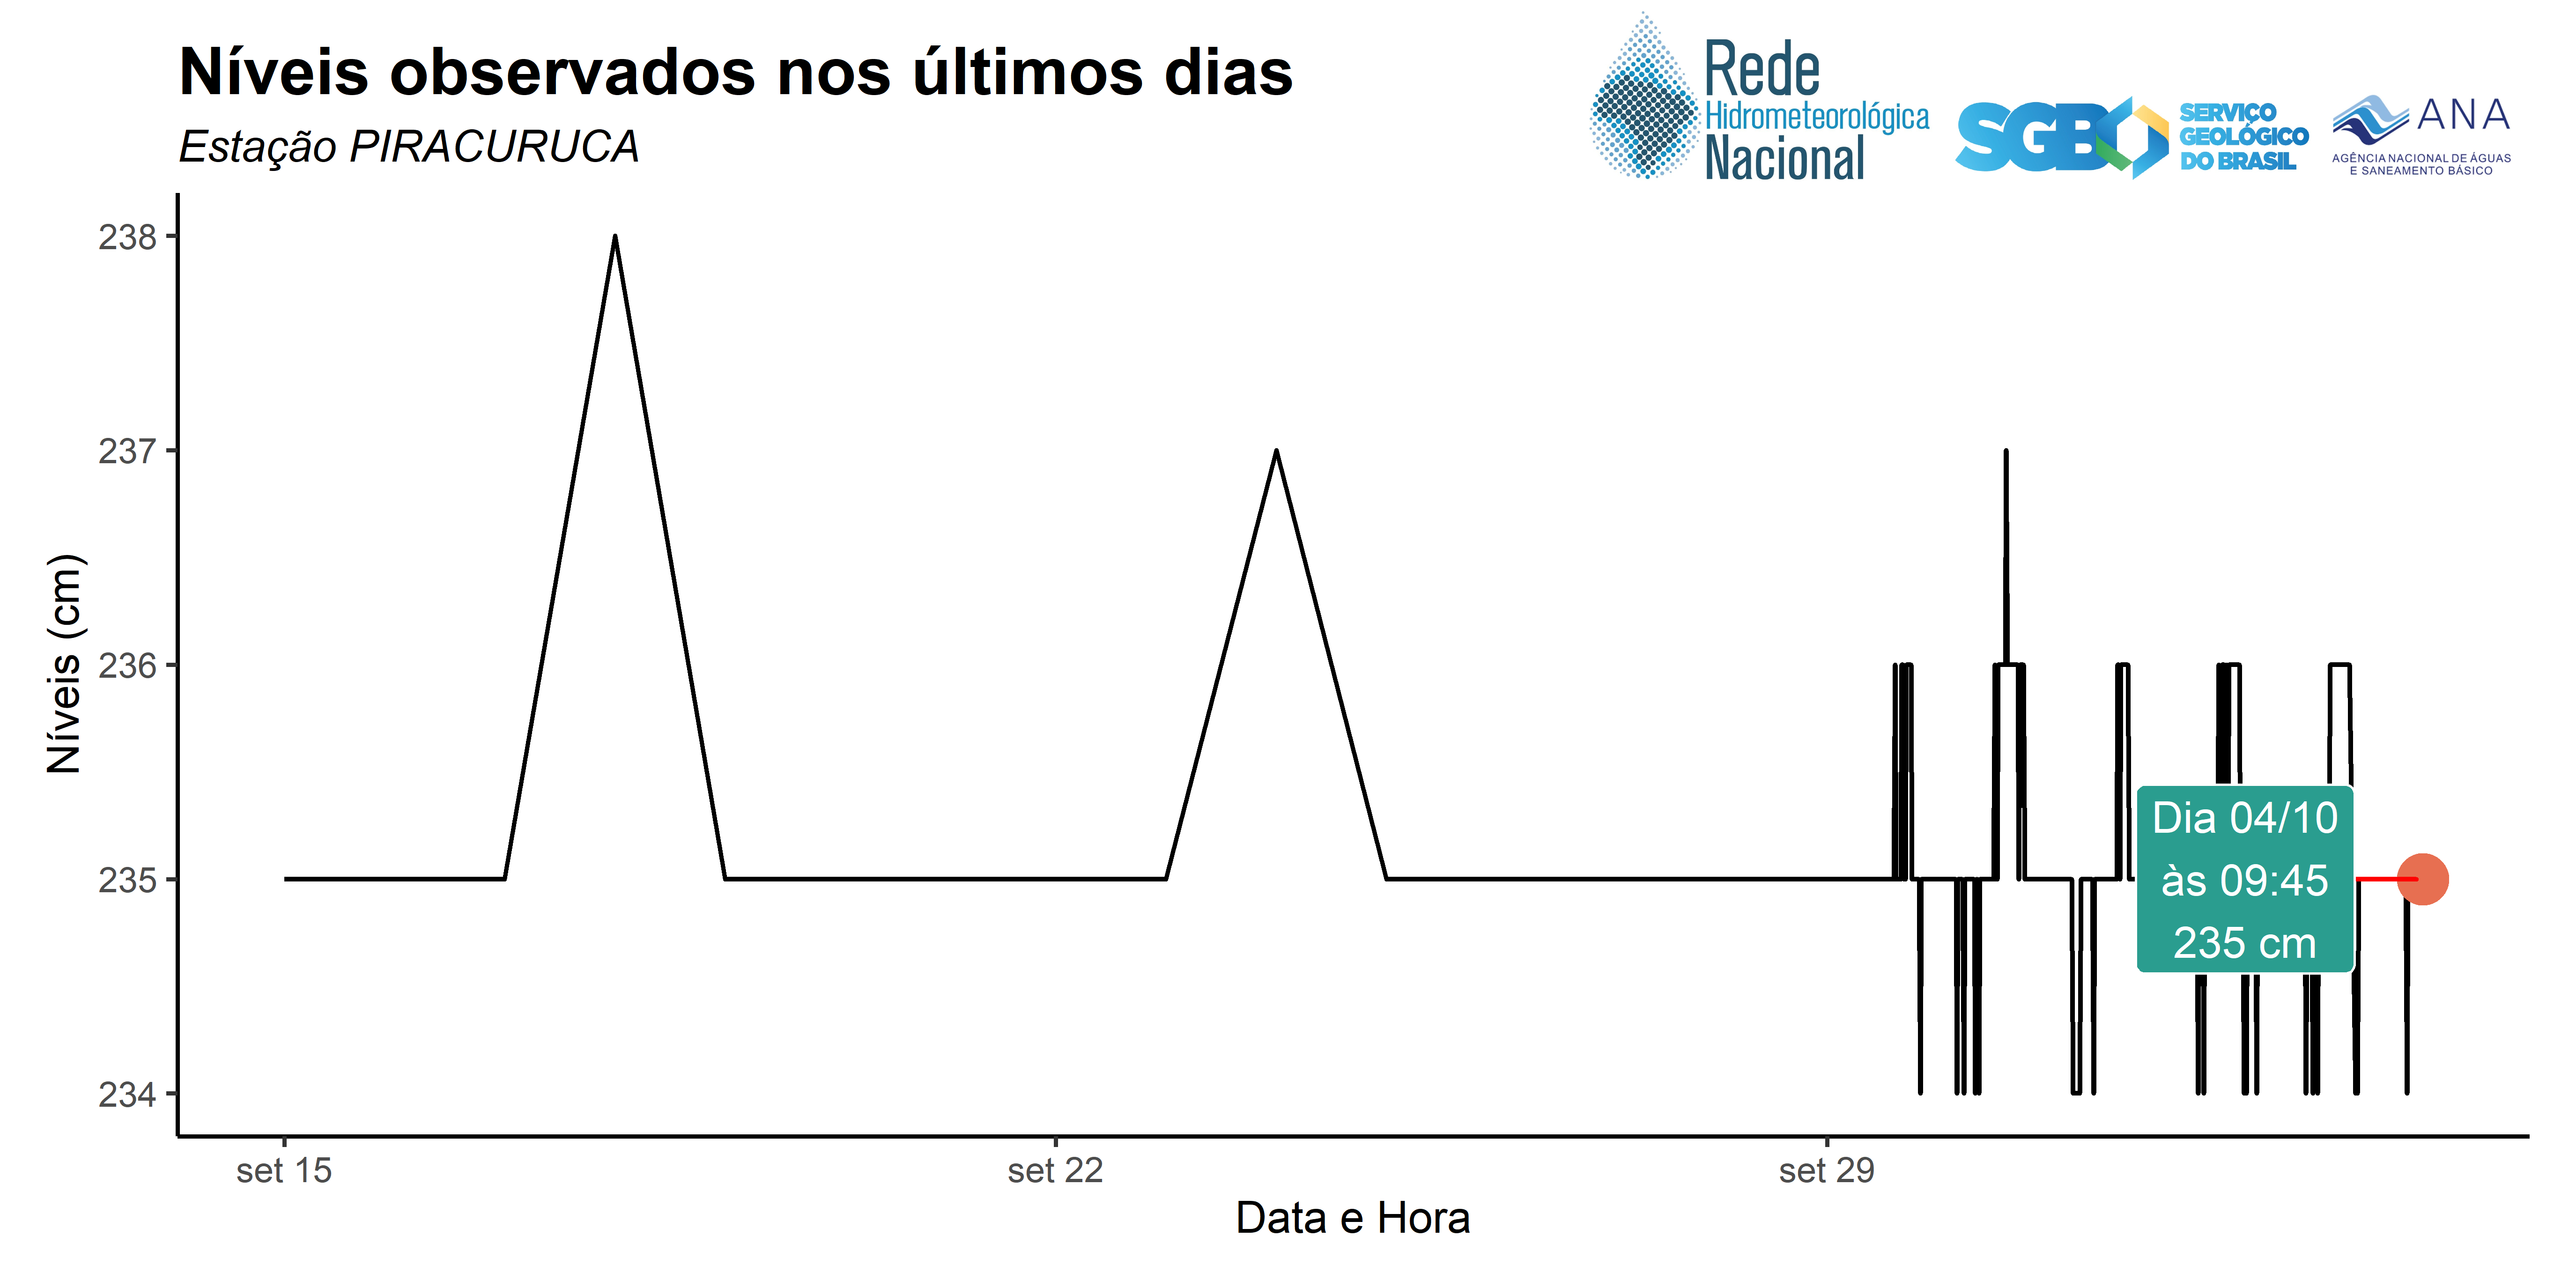 Níveis observados nos últimos dias
Estação PIRACURUCA
Rede
Hidrometeorológica
Nacional
SGB
SERVIÇO
GEOLÓGICO
DO BRASIL
ANA
AGÊNCIA NACIONAL DE ÁGUAS
E SANEAMENTO BÁSICO
238
237
236
235
234
Níveis (cm)
Dia 04/10
às 09:45
235 cm
set 15
set 22
set 29
Data e Hora